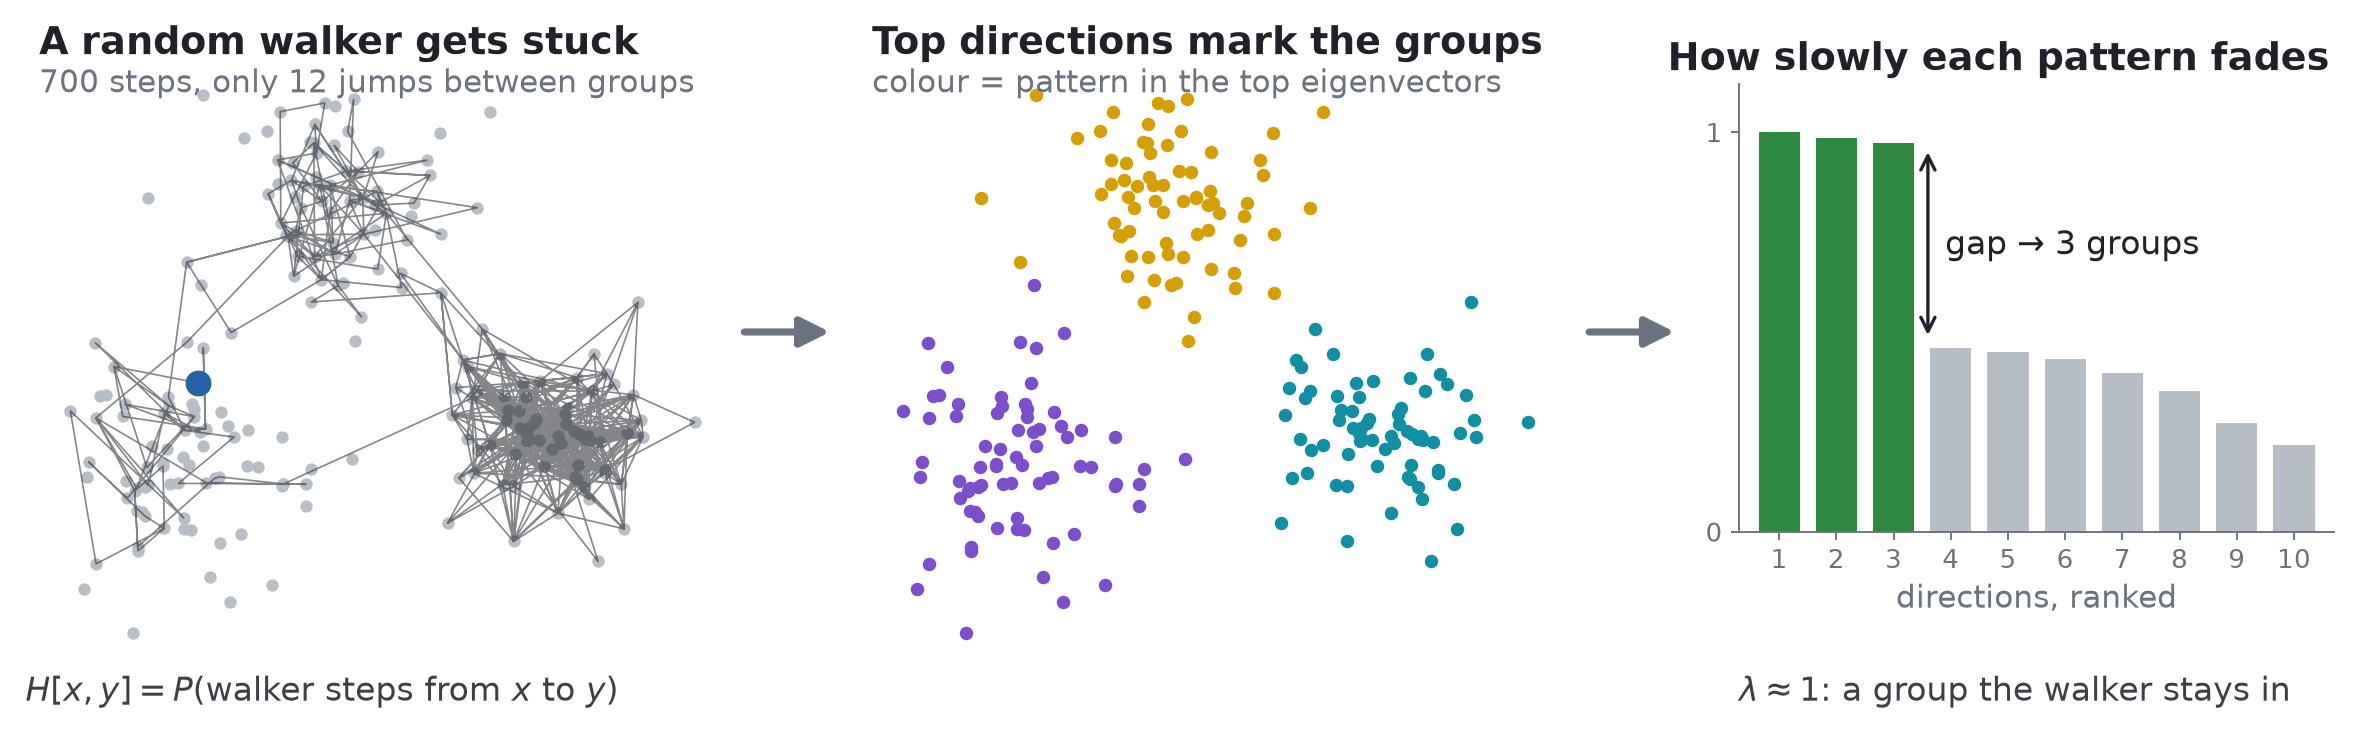 A random walker gets stuck
700 steps, only 12 jumps between groups
H[x, y] = P(walker steps from x to y)
Top directions mark the groups
colour = pattern in the top eigenvectors
How slowly each pattern fades
1
gap → 3 groups
0
1 2 3 4 5 6 7 8 9 10
directions, ranked
λ ≈ 1: a group the walker stays in